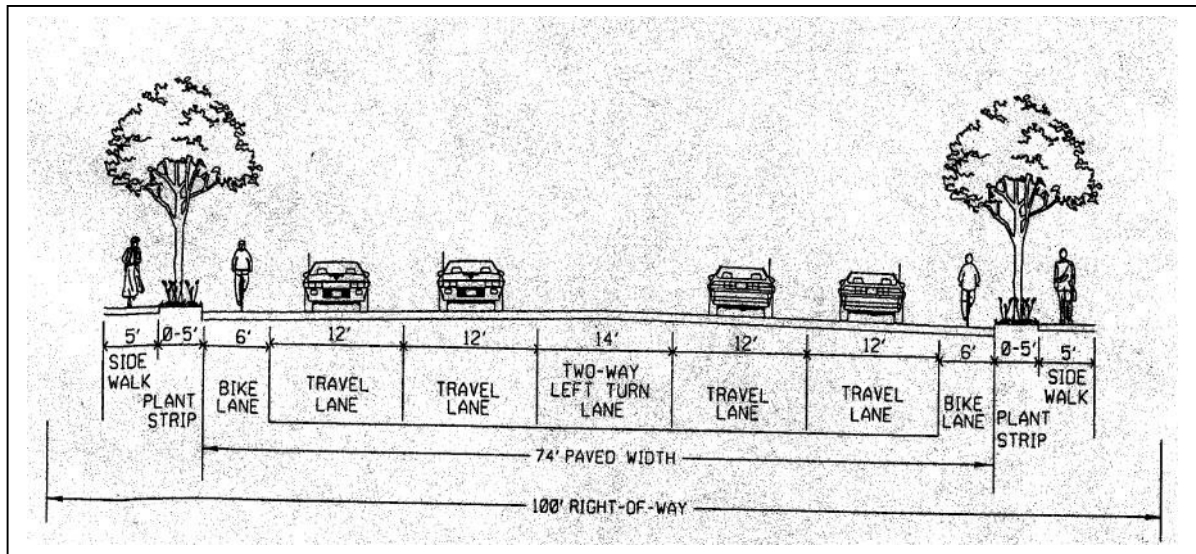 5' 0-5' 6' 12' 12' 14' 12' 12' 6' 0-5' 5'
SIDE
WALK
PLANT
STRIP
BIKE
LANE
TRAVEL
LANE
TRAVEL
LANE
TWO-WAY
LEFT TURN
LANE
TRAVEL
LANE
TRAVEL
LANE
BIKE
LANE
PLANT
STRIP
SIDE
WALK
74' PAVED WIDTH
100' RIGHT-OF-WAY